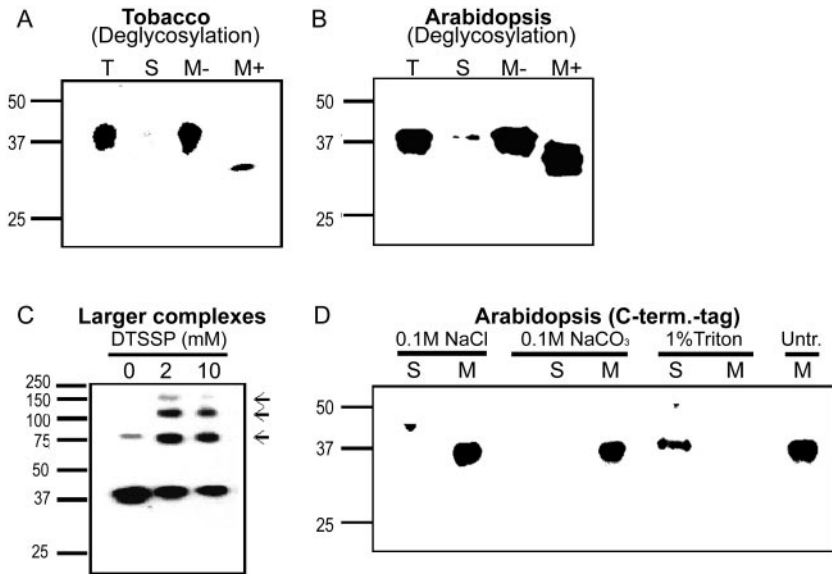 A
Tobacco
(Deglycosylation)
T S M- M+
50
37
25
B
Arabidopsis
(Deglycosylation)
T S M- M+
50
37
25
C
Larger complexes
DTSSP (mM)
0 2 10
250
150
100
75
50
37
25
D
Arabidopsis (C-term.-tag)
0.1M NaCl 0.1M NaCO₃ 1%Triton Untr.
S M S M S M M
50
37
25